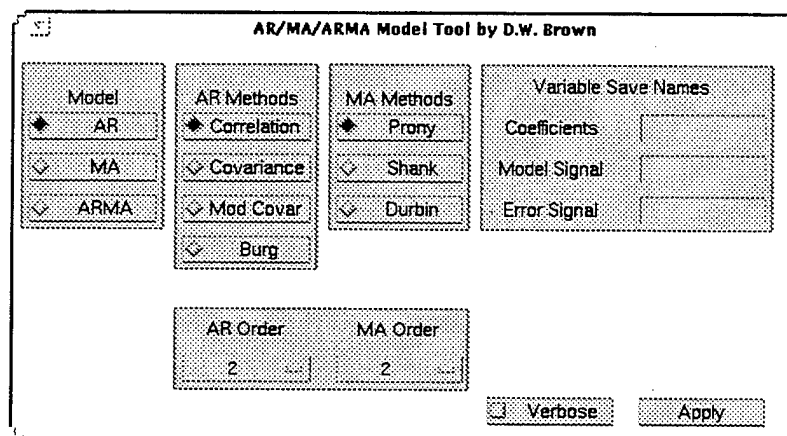 AR/MA/ARMA Model Tool by D.W. Brown
Model
AR
MA
ARMA
AR Methods
Correlation
Covariance
Mod Covar
Burg
MA Methods
Prony
Shank
Durbin
Variable Save Names
Coefficients
Model Signal
Error Signal
AR Order
2
MA Order
2
Verbose
Apply